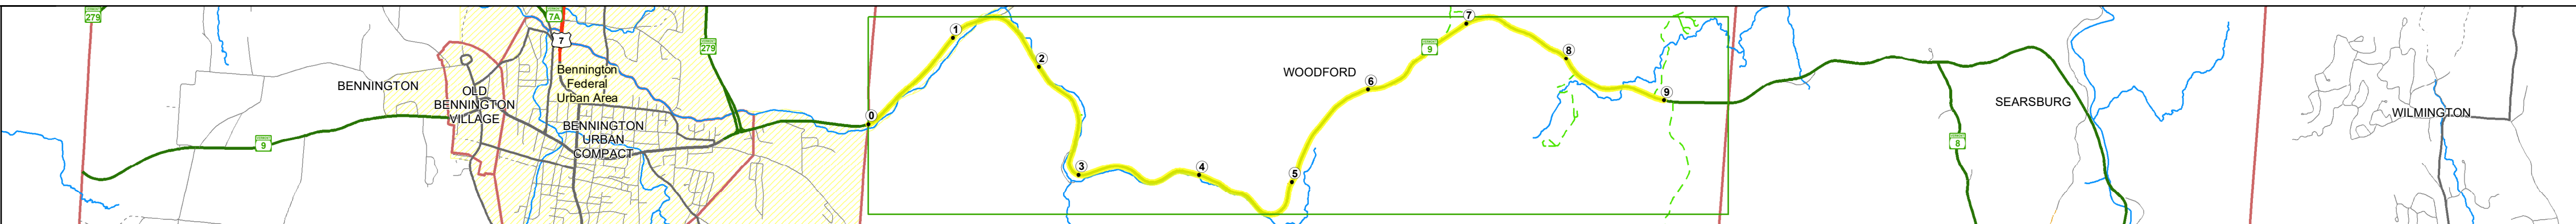 279
7A
7
279
BENNINGTON
OLD
BENNINGTON
VILLAGE
Bennington
Federal
Urban Area
BENNINGTON
URBAN
COMPACT
9
0
1
2
3
4
5
6
7
8
9
9
WOODFORD
SEARSBURG
8
WILMINGTON